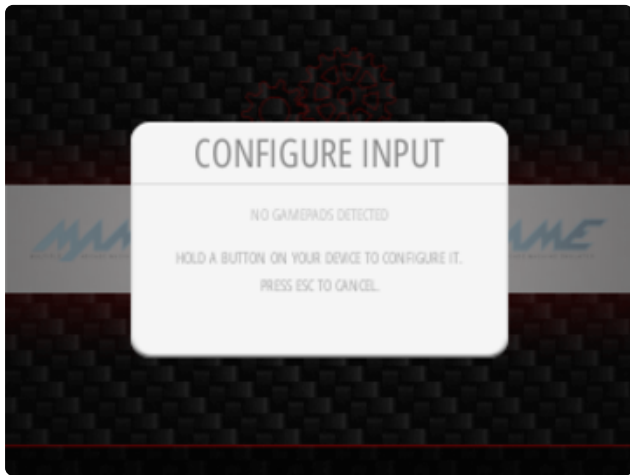 CONFIGURE INPUT
NO GAMEPADS DETECTED
HOLD A BUTTON ON YOUR DEVICE TO CONFIGURE IT.
PRESS ESC TO CANCEL.